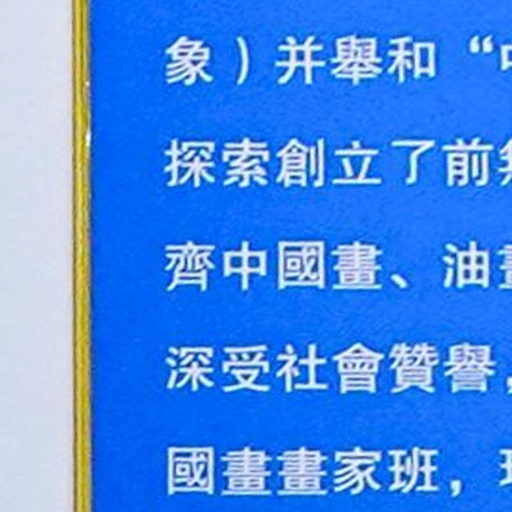 象）并舉和“
探索創立了前
齊中國畫、油
深受社會贊譽，
國畫畫家班，